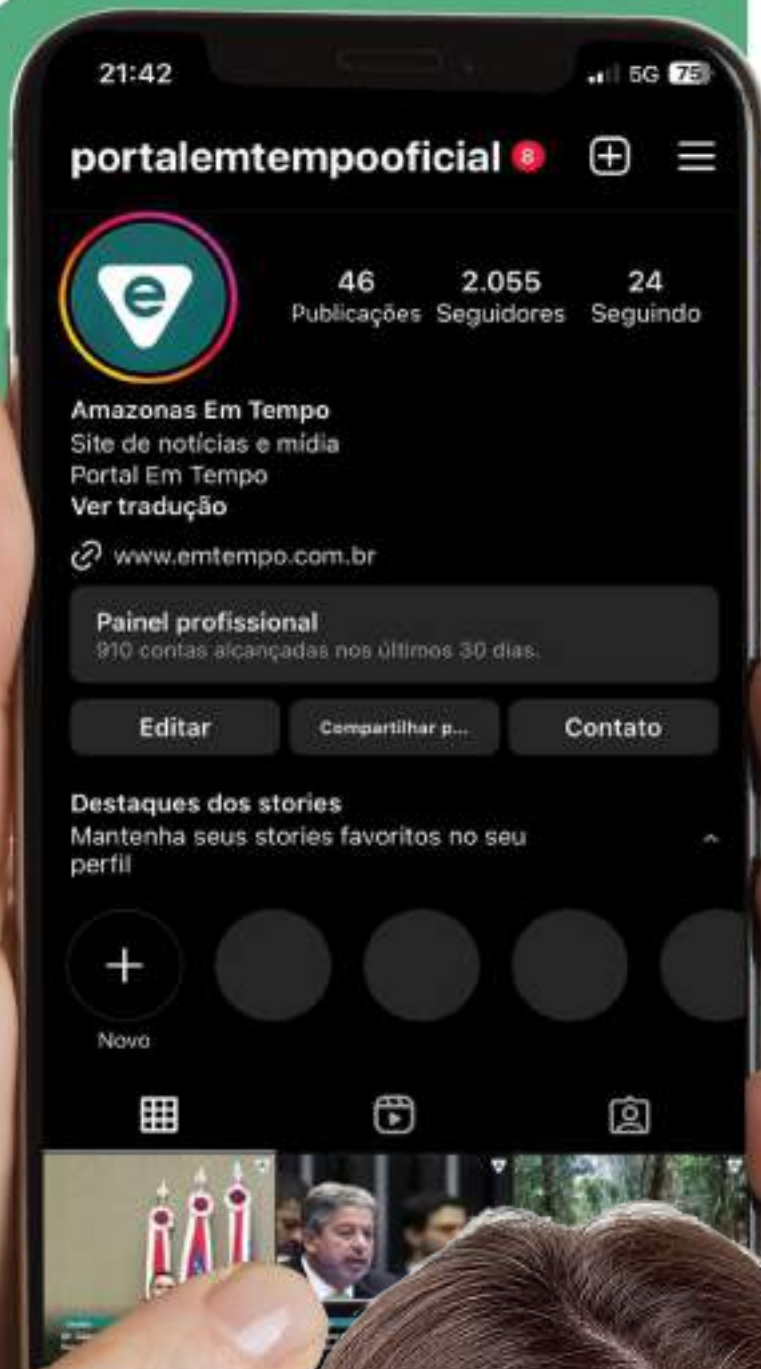 21:42
5G 75
portalemtempooficial 8
e
46 2.055 24
Publicações Seguidores Seguindo
Amazonas Em Tempo
Site de notícias e mídia
Portal Em Tempo
Ver tradução
www.emtempo.com.br
Painel profissional
910 contas alcançadas nos últimos 30 dias.
Editar Compartilhar p... Contato
Destaques dos stories
Mantenha seus stories favoritos no seu
perfil
Novo